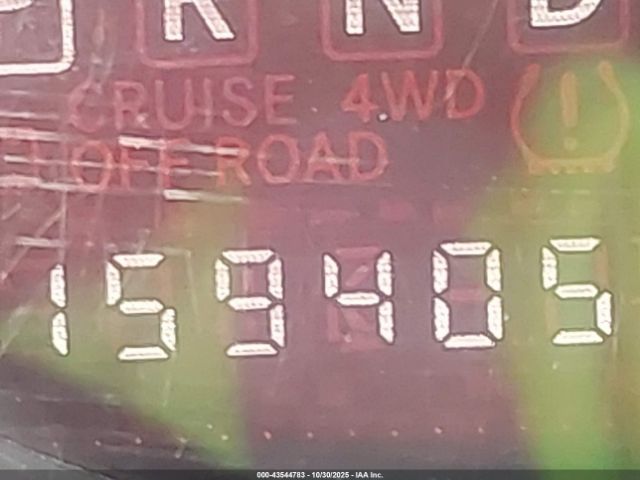 P R N D
CRUISE 4WD
OFF ROAD
159405
000-43544783 - 10/30/2025 - IAA Inc.